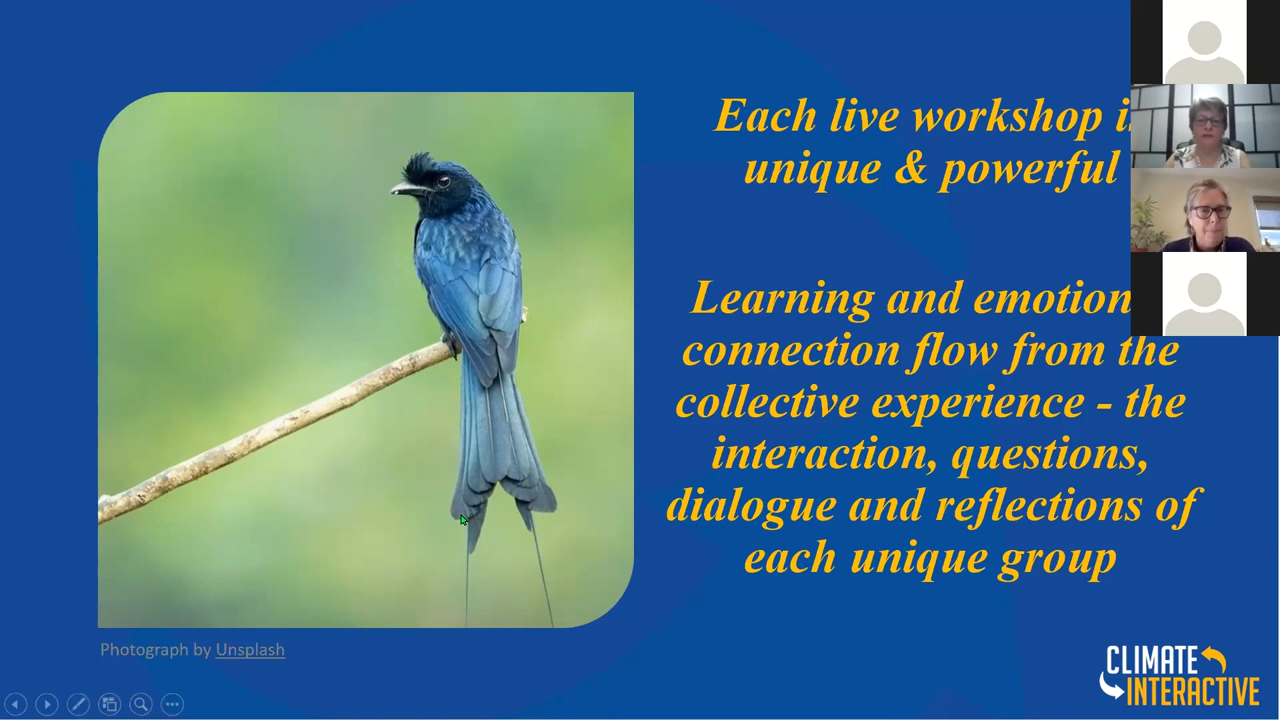 Each live workshop
unique & powerful
Learning and emotion
connection flow from the
collective experience - the
interaction, questions,
dialogue and reflections of
each unique group
Photograph by Unsplash
CLIMATE
INTERACTIVE